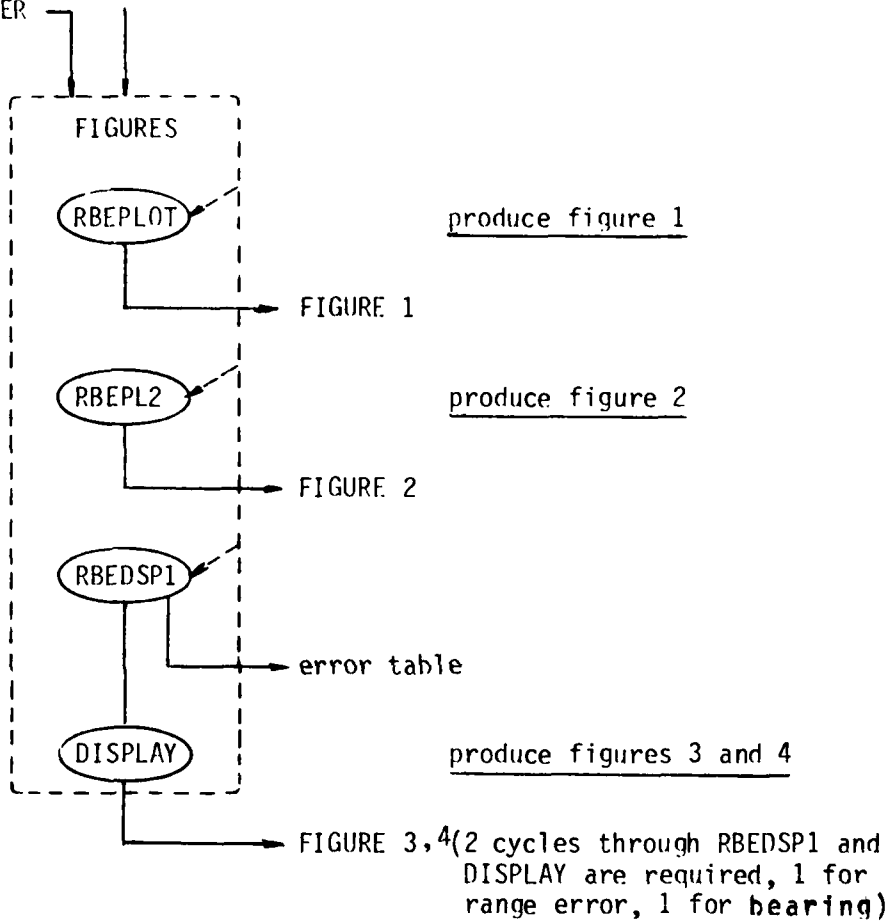 ER
FIGURES
RBEPLOT
produce figure 1
FIGURE 1
RBEPL2
produce figure 2
FIGURE 2
RBEDSP1
error table
DISPLAY
produce figures 3 and 4
FIGURE 3,4(2 cycles through RBEDSP1 and
DISPLAY are required, 1 for
range error, 1 for bearing)